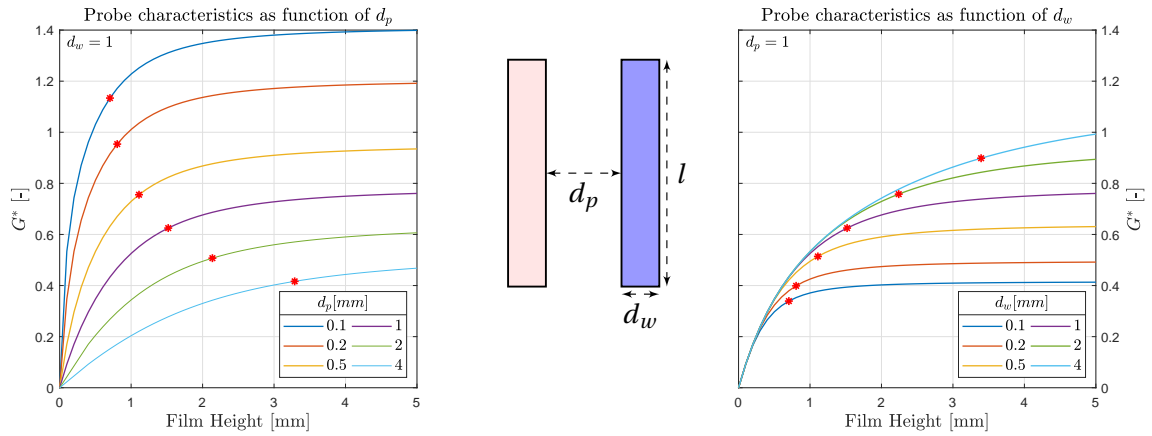 Probe characteristics as function of d_p
d_w = 1
1.4
1.2
1
0.8
0.6
0.4
0.2
0
G* [-]
0 1 2 3 4 5
Film Height [mm]
d_p[mm]
0.1 1
0.2 2
0.5 4
d_p
l
d_w
Probe characteristics as function of d_w
d_p = 1
1.4
1.2
1
0.8
0.6
0.4
0.2
0
G* [-]
0 1 2 3 4 5
Film Height [mm]
d_w[mm]
0.1 1
0.2 2
0.5 4